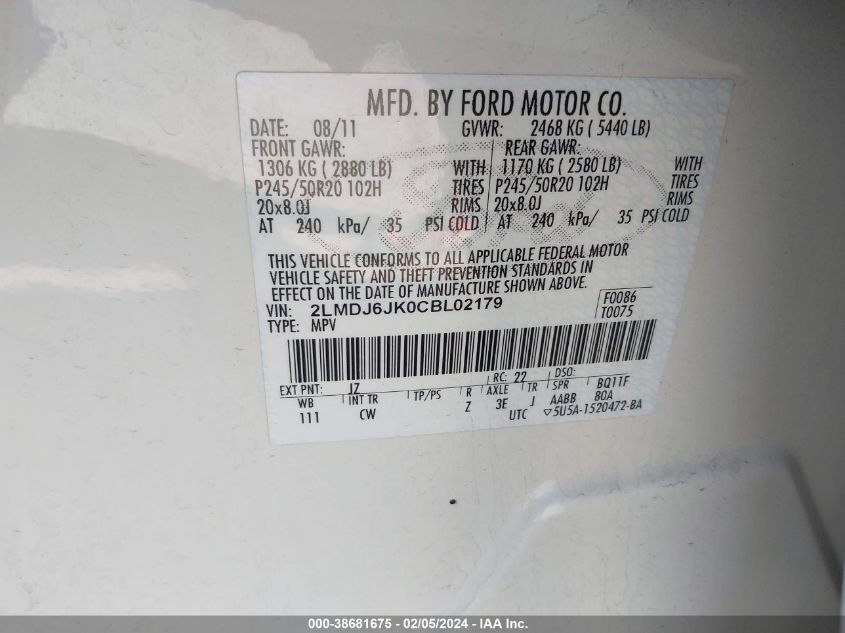 MFD. BY FORD MOTOR CO.
DATE: 08/11 GVWR: 2468 KG ( 5440 LB)
FRONT GAWR: REAR GAWR:
1306 KG ( 2880 LB) WITH 1170 KG ( 2580 LB) WITH
P245/50R20 102H TIRES P245/50R20 102H TIRES
20x8.0J RIMS 20x8.0J RIMS
AT 240 kPa/ 35 PSI COLD AT 240 kPa/ 35 PSI COLD
THIS VEHICLE CONFORMS TO ALL APPLICABLE FEDERAL MOTOR
VEHICLE SAFETY AND THEFT PREVENTION STANDARDS IN
EFFECT ON THE DATE OF MANUFACTURE SHOWN ABOVE.
VIN: 2LMDJ6JK0CBL02179 F0086
TYPE: MPV T0075
EXT PNT: JZ RC: 22 DSO:
WB INT TR TP/PS R AXLE TR SPR BQ11F
111 CW Z 3E J AABB 80A
UTC ▽5U5A-1520472-BA
000-38681675 - 02/05/2024 - IAA Inc.